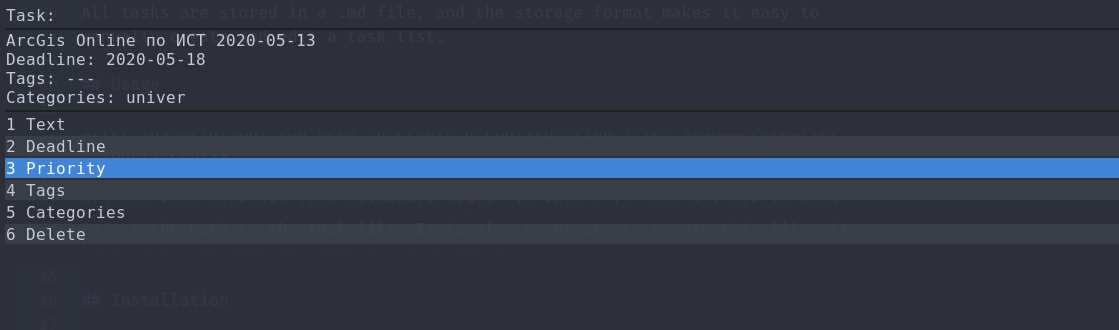 All tasks are stored in a .md file, and the storage format makes it easy to
Task:
a task list.
ArcGis Online по ИСТ 2020-05-13
Deadline: 2020-05-18
Tags: ---
## Usage
Categories: univer
1 Text
2 Deadline
3 Priority
4 Tags
5 Categories
the path to the task file. It is also necessary to create this file. At
6 Delete
15
16 ## Installation
17